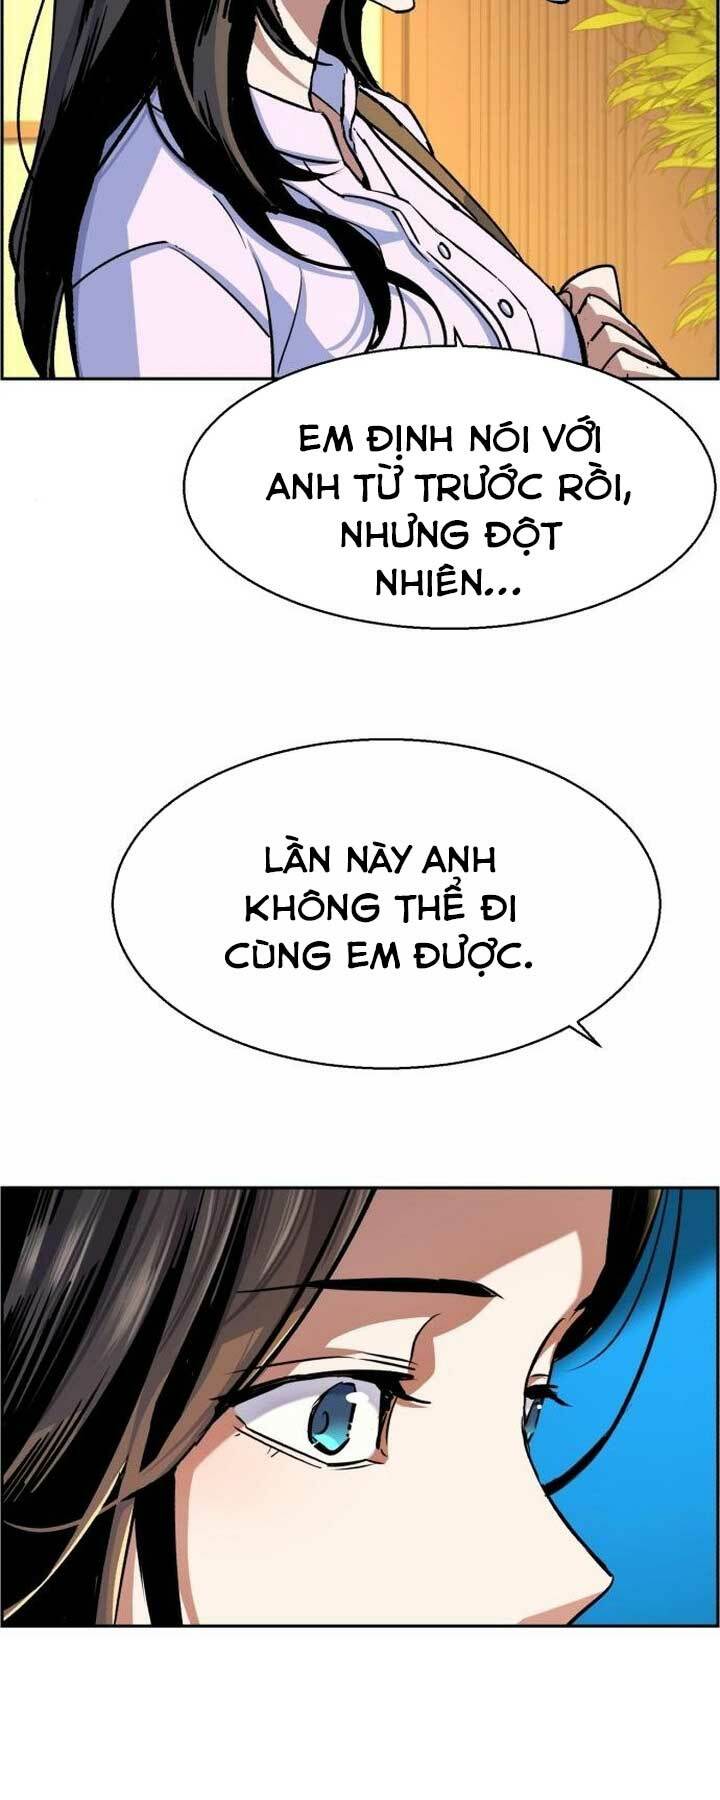 EM ĐỊNH NÓI VỚI
ANH TỪ TRƯỚC RỒI,
NHƯNG ĐỘT
NHIÊN...
LẦN NÀY ANH
KHÔNG THỂ ĐI
CÙNG EM ĐƯỢC.